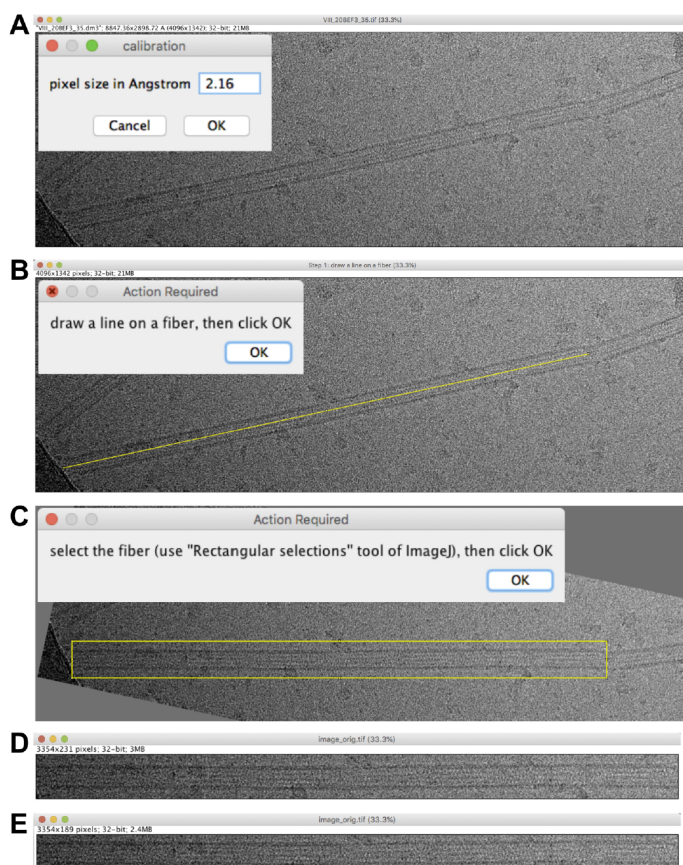 A
VIII_208EF3_35.tif (33.3%)
"VIII_208EF3_35.dm3"; 8847.36x2898.72 A (4096x1342); 32-bit; 21MB
calibration
pixel size in Angstrom 2.16
Cancel OK
B
Step 1: draw a line on a fiber (33.3%)
4096x1342 pixels; 32-bit; 21MB
Action Required
draw a line on a fiber, then click OK
OK
C
Action Required
select the fiber (use "Rectangular selections" tool of ImageJ), then click OK
OK
D
image_orig.tif (33.3%)
3354x231 pixels; 32-bit; 3MB
E
image_orig.tif (33.3%)
3354x189 pixels; 32-bit; 2.4MB